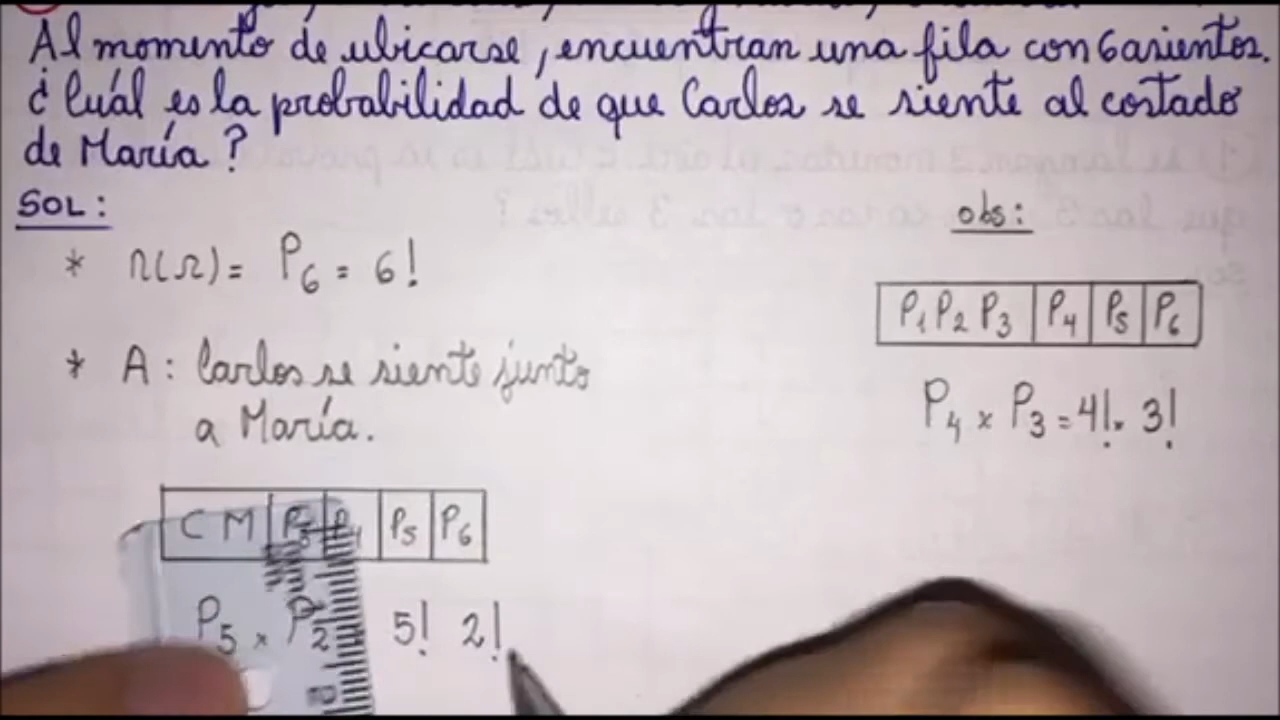 Al momento de ubicarse, encuentran una fila con 6 asientos.
¿Cuál es la probabilidad de que Carlos se siente al costado
de María?
SOL:
* n(Ω) = P6 = 6!
* A: Carlos se siente junto
a María.
C M P3 P4 P5 P6
P5 x P2 5! 2!
obs:
P1 P2 P3 P4 P5 P6
P4 x P3 = 4! . 3!